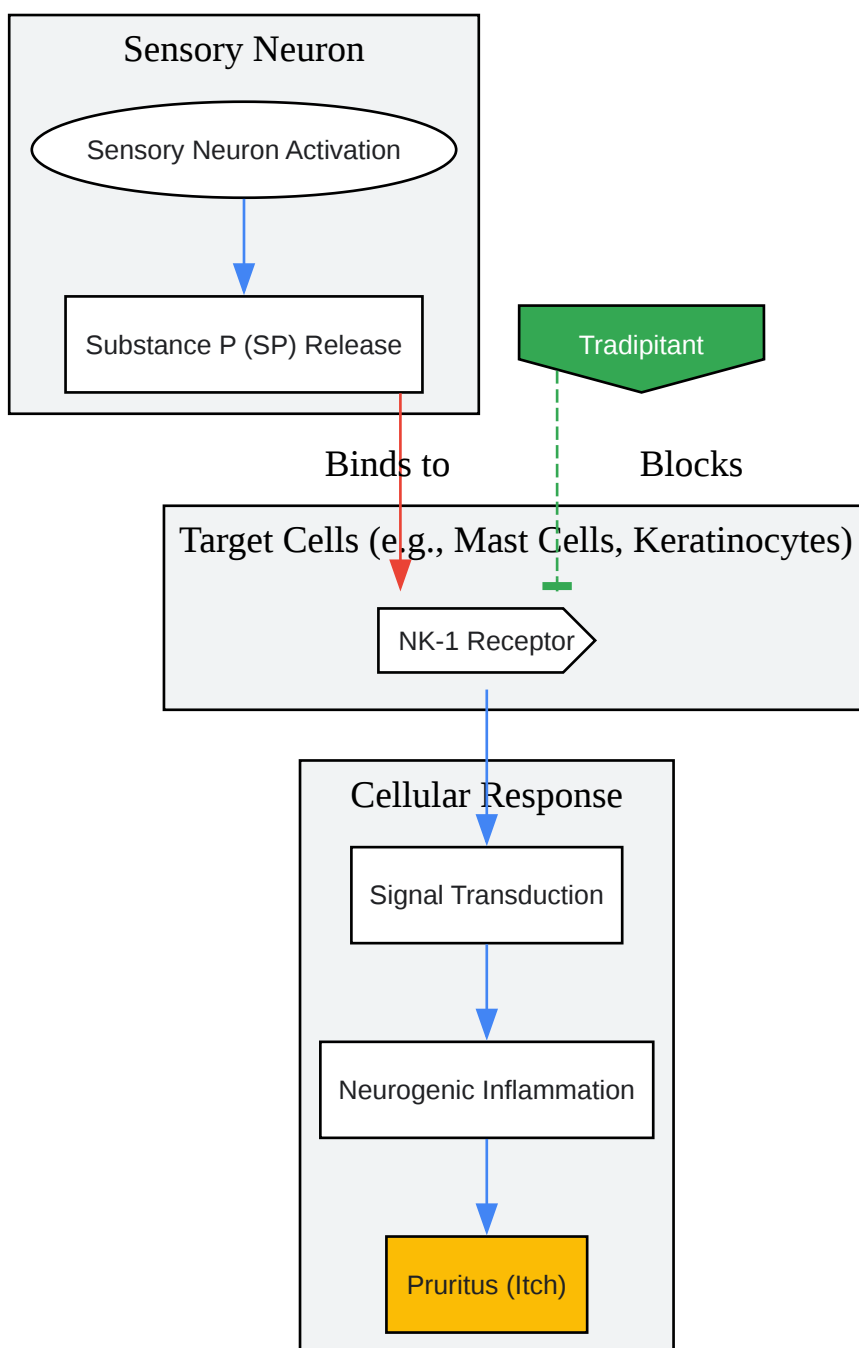 Sensory Neuron
Sensory Neuron Activation
Substance P (SP) Release
Tradipitant
Binds to
Blocks
Target Cells (e.g., Mast Cells, Keratinocytes)
NK-1 Receptor
Cellular Response
Signal Transduction
Neurogenic Inflammation
Pruritus (Itch)